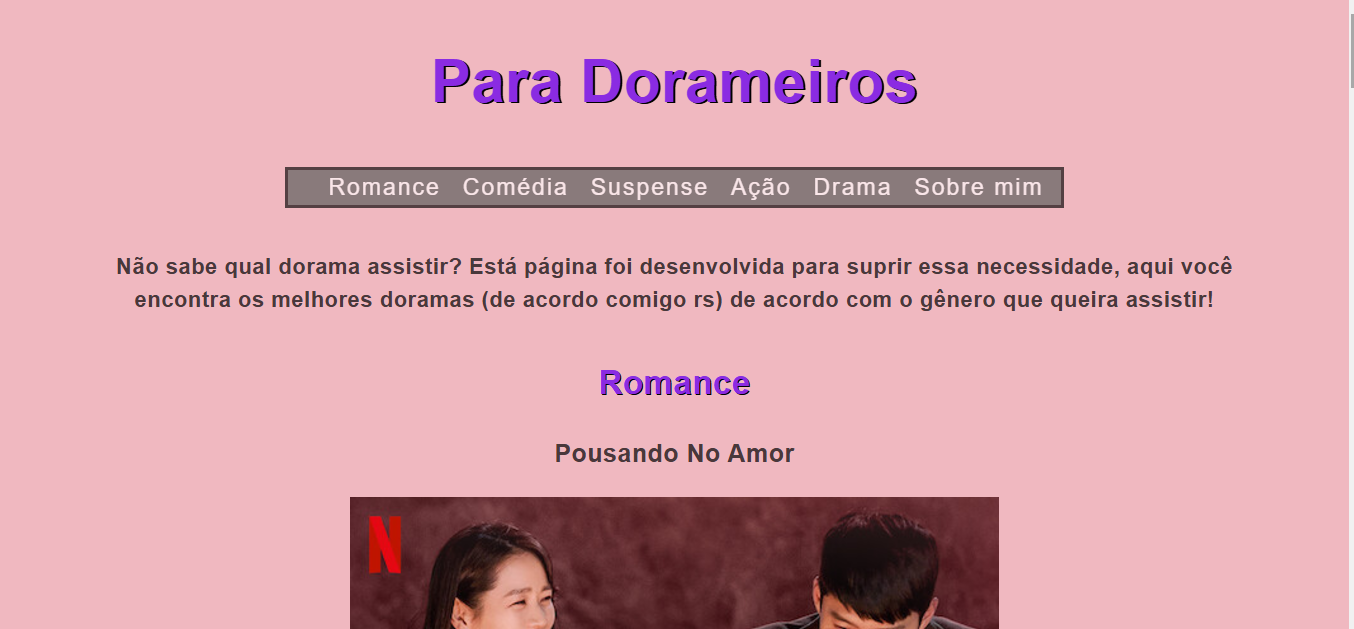 Para Dorameiros
Romance Comédia Suspense Ação Drama Sobre mim
Não sabe qual dorama assistir? Está página foi desenvolvida para suprir essa necessidade, aqui você
encontra os melhores doramas (de acordo comigo rs) de acordo com o gênero que queira assistir!
Romance
Pousando No Amor
N